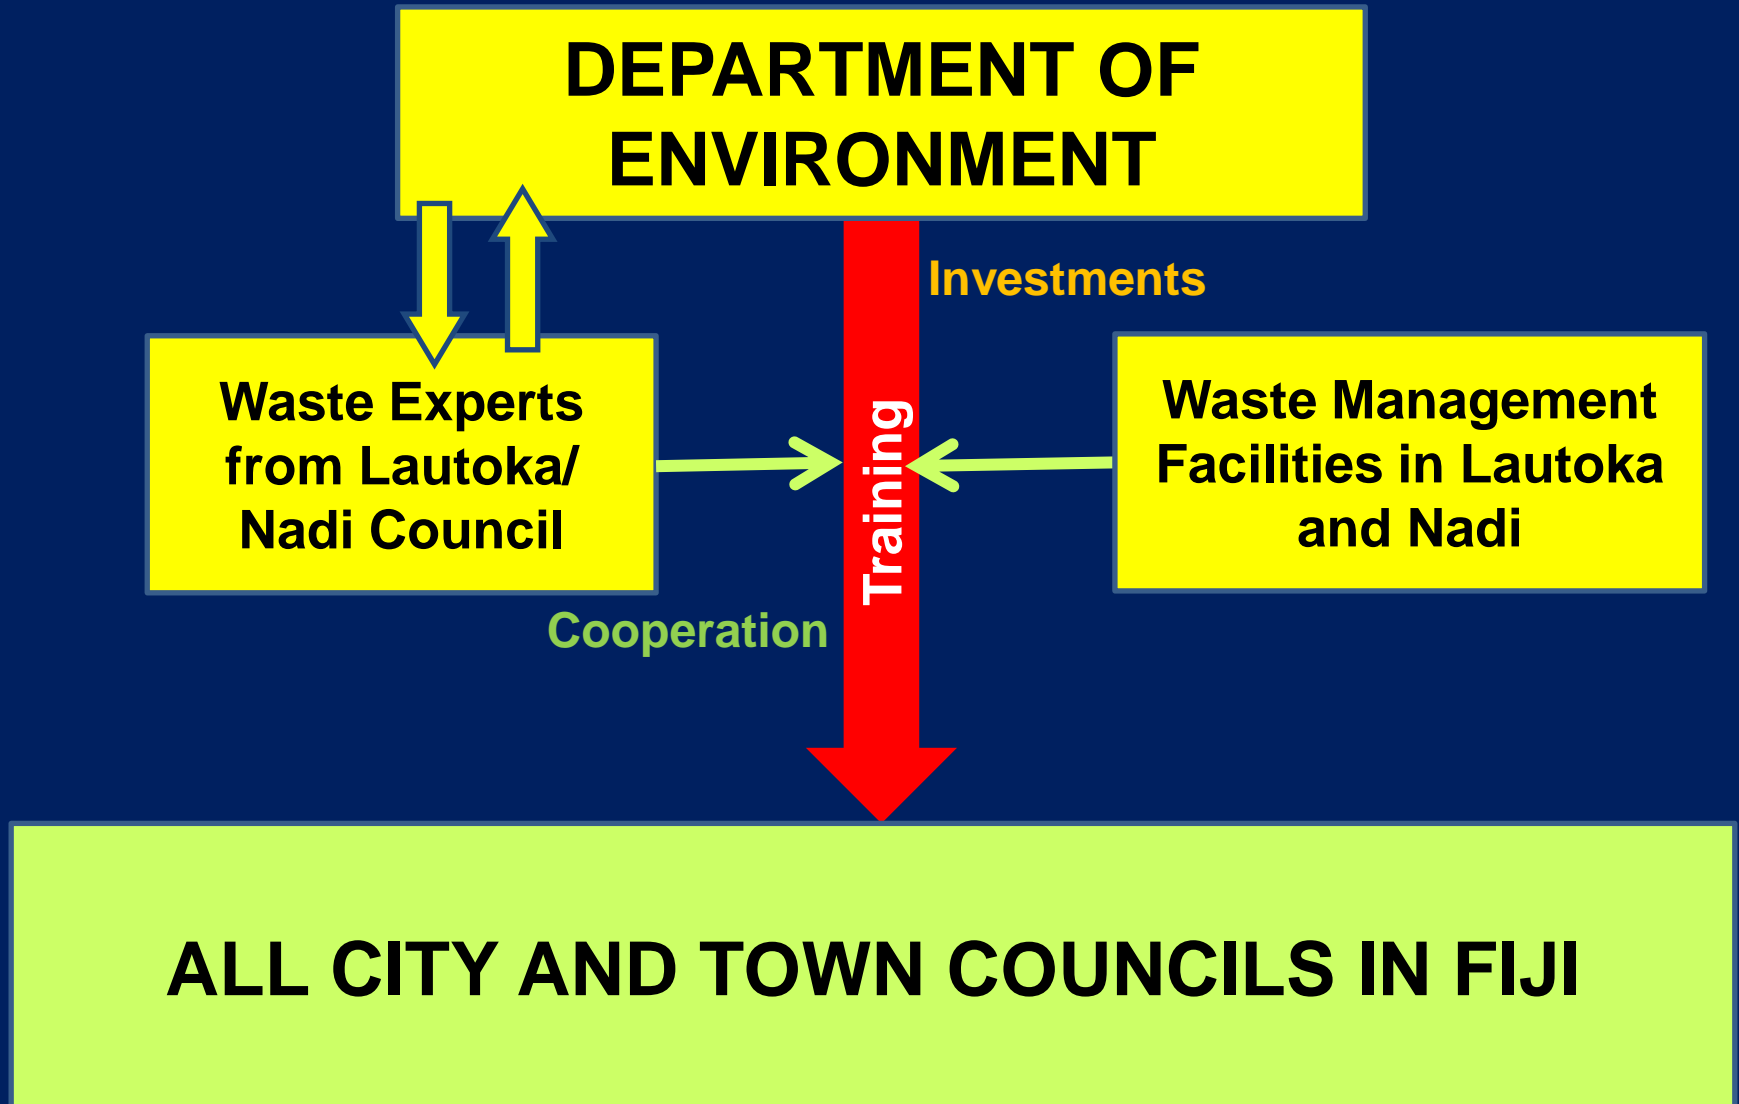 DEPARTMENT OF
ENVIRONMENT
Investments
Waste Experts
from Lautoka/
Nadi Council
Training
Waste Management
Facilities in Lautoka
and Nadi
Cooperation
ALL CITY AND TOWN COUNCILS IN FIJI